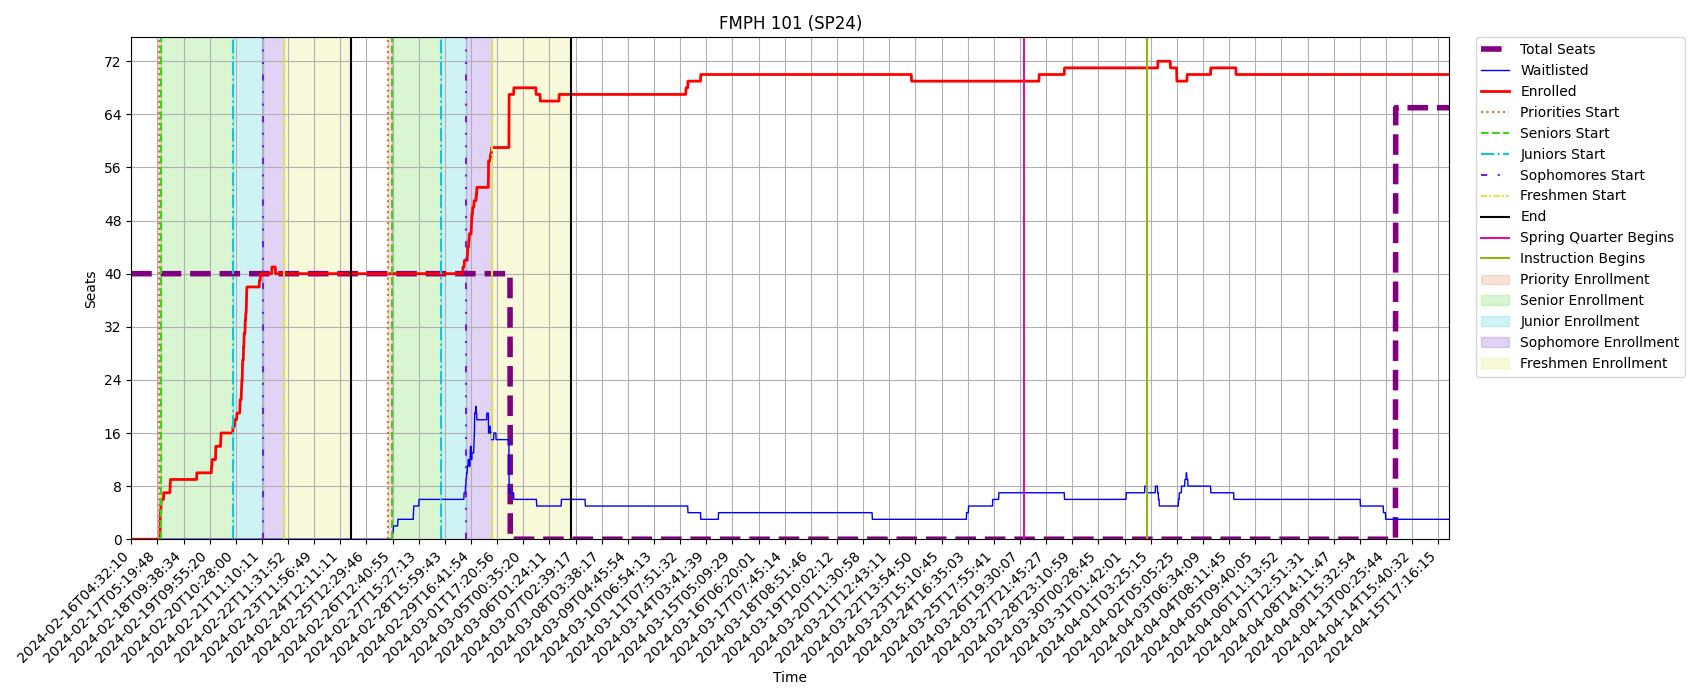 FMPH 101 (SP24)
Seats
72
64
56
48
40
32
24
16
8
0
2024-02-16T04:32:10
2024-02-17T05:19:48
2024-02-18T09:38:34
2024-02-19T09:55:20
2024-02-20T10:28:00
2024-02-21T11:10:11
2024-02-22T11:31:52
2024-02-23T11:56:49
2024-02-24T12:11:11
2024-02-25T12:29:46
2024-02-26T12:40:55
2024-02-27T15:27:13
2024-02-28T15:59:43
2024-02-29T16:41:54
2024-03-01T17:20:56
2024-03-05T00:35:20
2024-03-06T01:24:11
2024-03-07T02:39:17
2024-03-08T03:38:17
2024-03-09T04:45:54
2024-03-10T06:54:13
2024-03-11T07:51:32
2024-03-14T03:41:39
2024-03-15T05:09:29
2024-03-16T06:20:01
2024-03-17T07:45:14
2024-03-18T08:51:46
2024-03-19T10:02:12
2024-03-20T11:30:58
2024-03-21T12:43:11
2024-03-22T13:54:50
2024-03-23T15:10:45
2024-03-24T16:35:03
2024-03-25T17:55:41
2024-03-26T19:30:07
2024-03-27T21:45:27
2024-03-28T23:10:59
2024-03-30T00:28:45
2024-03-31T01:42:01
2024-04-01T03:25:15
2024-04-02T05:05:25
2024-04-03T06:34:09
2024-04-04T08:11:45
2024-04-05T09:40:05
2024-04-06T11:13:52
2024-04-07T12:51:31
2024-04-08T14:11:47
2024-04-09T15:32:54
2024-04-13T00:25:44
2024-04-14T15:40:32
2024-04-15T17:16:15
Time
Total Seats
Waitlisted
Enrolled
Priorities Start
Seniors Start
Juniors Start
Sophomores Start
Freshmen Start
End
Spring Quarter Begins
Instruction Begins
Priority Enrollment
Senior Enrollment
Junior Enrollment
Sophomore Enrollment
Freshmen Enrollment